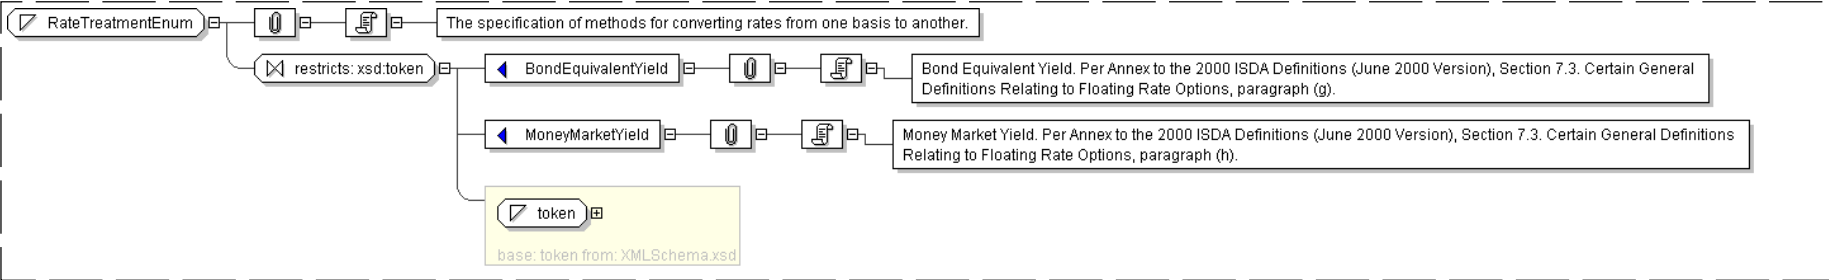 RateTreatmentEnum
The specification of methods for converting rates from one basis to another.
restricts: xsd:token
BondEquivalentYield
Bond Equivalent Yield. Per Annex to the 2000 ISDA Definitions (June 2000 Version), Section 7.3. Certain General
Definitions Relating to Floating Rate Options, paragraph (g).
MoneyMarketYield
Money Market Yield. Per Annex to the 2000 ISDA Definitions (June 2000 Version), Section 7.3. Certain General Definitions
Relating to Floating Rate Options, paragraph (h).
token
base: token from: XMLSchema.xsd